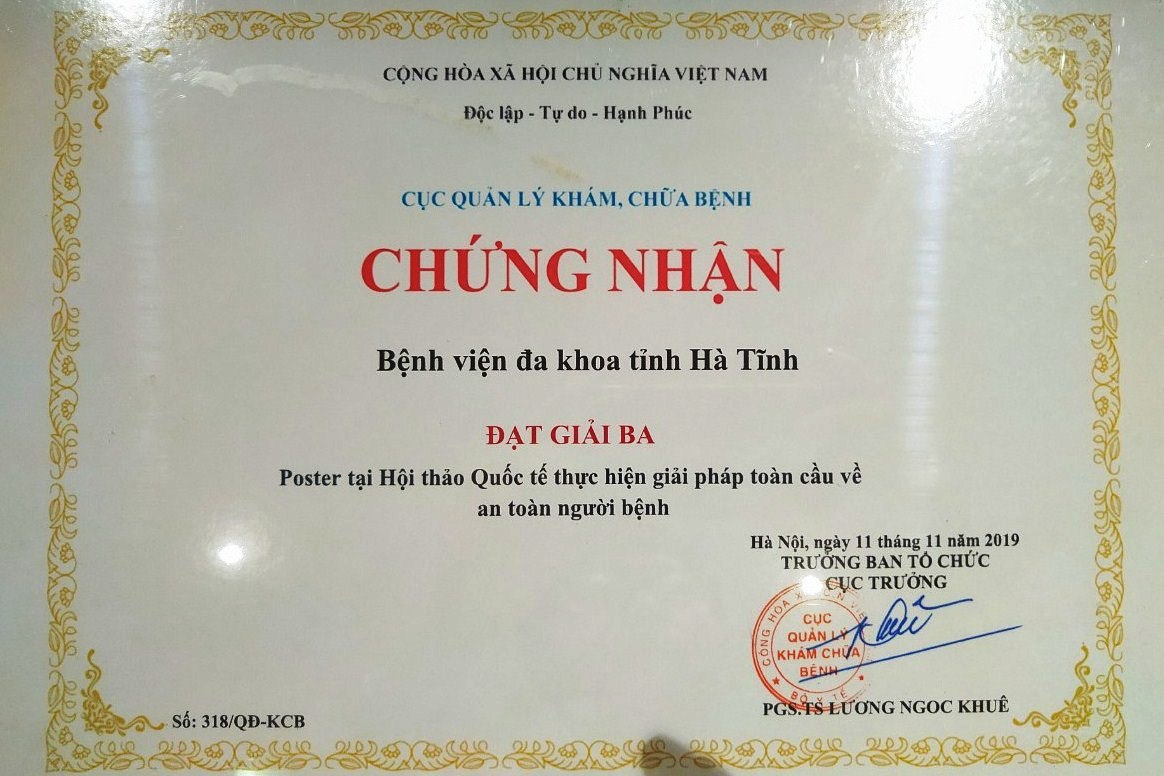 CỘNG HÒA XÃ HỘI CHỦ NGHĨA VIỆT NAM
Độc lập - Tự do - Hạnh Phúc
CỤC QUẢN LÝ KHÁM, CHỮA BỆNH
CHỨNG NHẬN
Bệnh viện đa khoa tỉnh Hà Tĩnh
ĐẠT GIẢI BA
Poster tại Hội thảo Quốc tế thực hiện giải pháp toàn cầu về
an toàn người bệnh
Hà Nội, ngày 11 tháng 11 năm 2019
TRƯỞNG BAN TỔ CHỨC
CỤC TRƯỞNG
CỘNG HÒA
CỤC
QUẢN LÝ
KHÁM CHỮA
BỆNH
BỘ Y TẾ
PGS.TS LƯƠNG NGỌC KHUÊ
Số: 318/QĐ-KCB